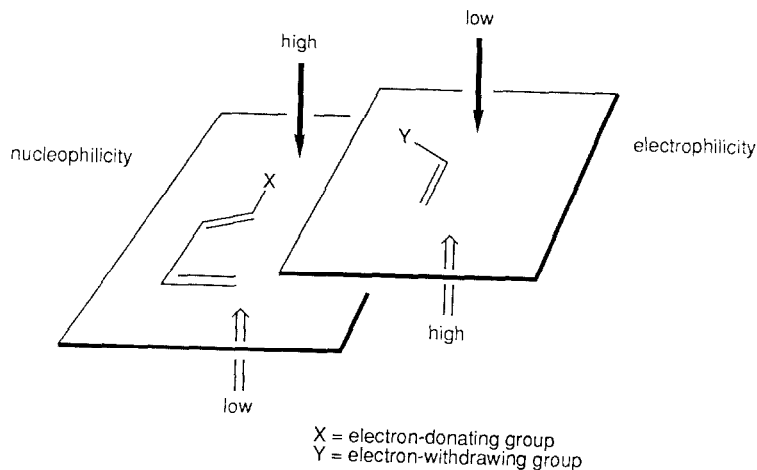 low
high
nucleophilicity
Y
electrophilicity
X
high
low
X = electron-donating group
Y = electron-withdrawing group